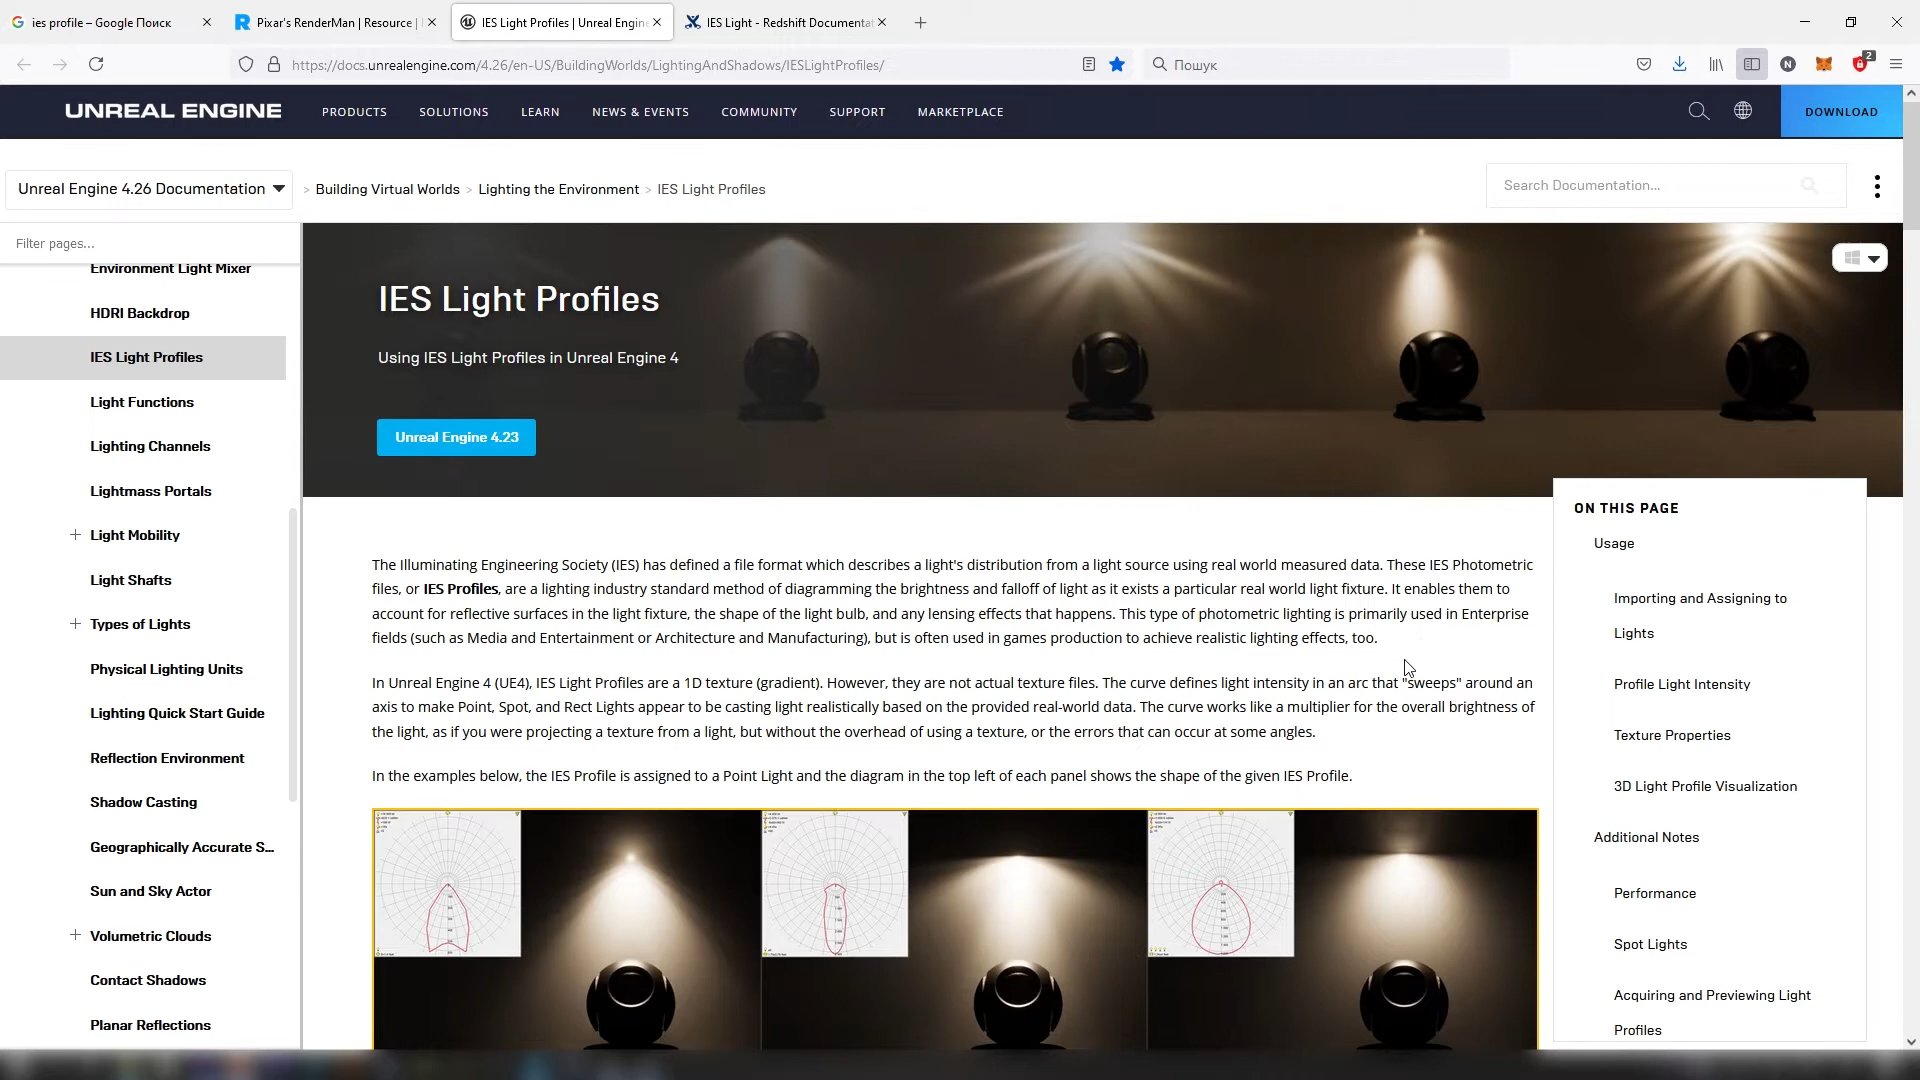 ies profile – Google Поиск
Pixar's RenderMan | Resource |
IES Light Profiles | Unreal Engine
IES Light - Redshift Documentat
https://docs.unrealengine.com/4.26/en-US/BuildingWorlds/LightingAndShadows/IESLightProfiles/
Пошук
N
2
UNREAL ENGINE
PRODUCTS
SOLUTIONS
LEARN
NEWS & EVENTS
COMMUNITY
SUPPORT
MARKETPLACE
DOWNLOAD
Unreal Engine 4.26 Documentation
> Building Virtual Worlds > Lighting the Environment > IES Light Profiles
Search Documentation...
Filter pages...
Environment Light Mixer
HDRI Backdrop
IES Light Profiles
Light Functions
Lighting Channels
Lightmass Portals
Light Mobility
Light Shafts
Types of Lights
Physical Lighting Units
Lighting Quick Start Guide
Reflection Environment
Shadow Casting
Geographically Accurate S...
Sun and Sky Actor
Volumetric Clouds
Contact Shadows
Planar Reflections
IES Light Profiles
Using IES Light Profiles in Unreal Engine 4
Unreal Engine 4.23
The Illuminating Engineering Society (IES) has defined a file format which describes a light's distribution from a light source using real world measured data. These IES Photometric
files, or IES Profiles, are a lighting industry standard method of diagramming the brightness and falloff of light as it exists a particular real world light fixture. It enables them to
account for reflective surfaces in the light fixture, the shape of the light bulb, and any lensing effects that happens. This type of photometric lighting is primarily used in Enterprise
fields (such as Media and Entertainment or Architecture and Manufacturing), but is often used in games production to achieve realistic lighting effects, too.
In Unreal Engine 4 (UE4), IES Light Profiles are a 1D texture (gradient). However, they are not actual texture files. The curve defines light intensity in an arc that "sweeps" around an
axis to make Point, Spot, and Rect Lights appear to be casting light realistically based on the provided real-world data. The curve works like a multiplier for the overall brightness of
the light, as if you were projecting a texture from a light, but without the overhead of using a texture, or the errors that can occur at some angles.
In the examples below, the IES Profile is assigned to a Point Light and the diagram in the top left of each panel shows the shape of the given IES Profile.
ON THIS PAGE
Usage
Importing and Assigning to
Lights
Profile Light Intensity
Texture Properties
3D Light Profile Visualization
Additional Notes
Performance
Spot Lights
Acquiring and Previewing Light
Profiles